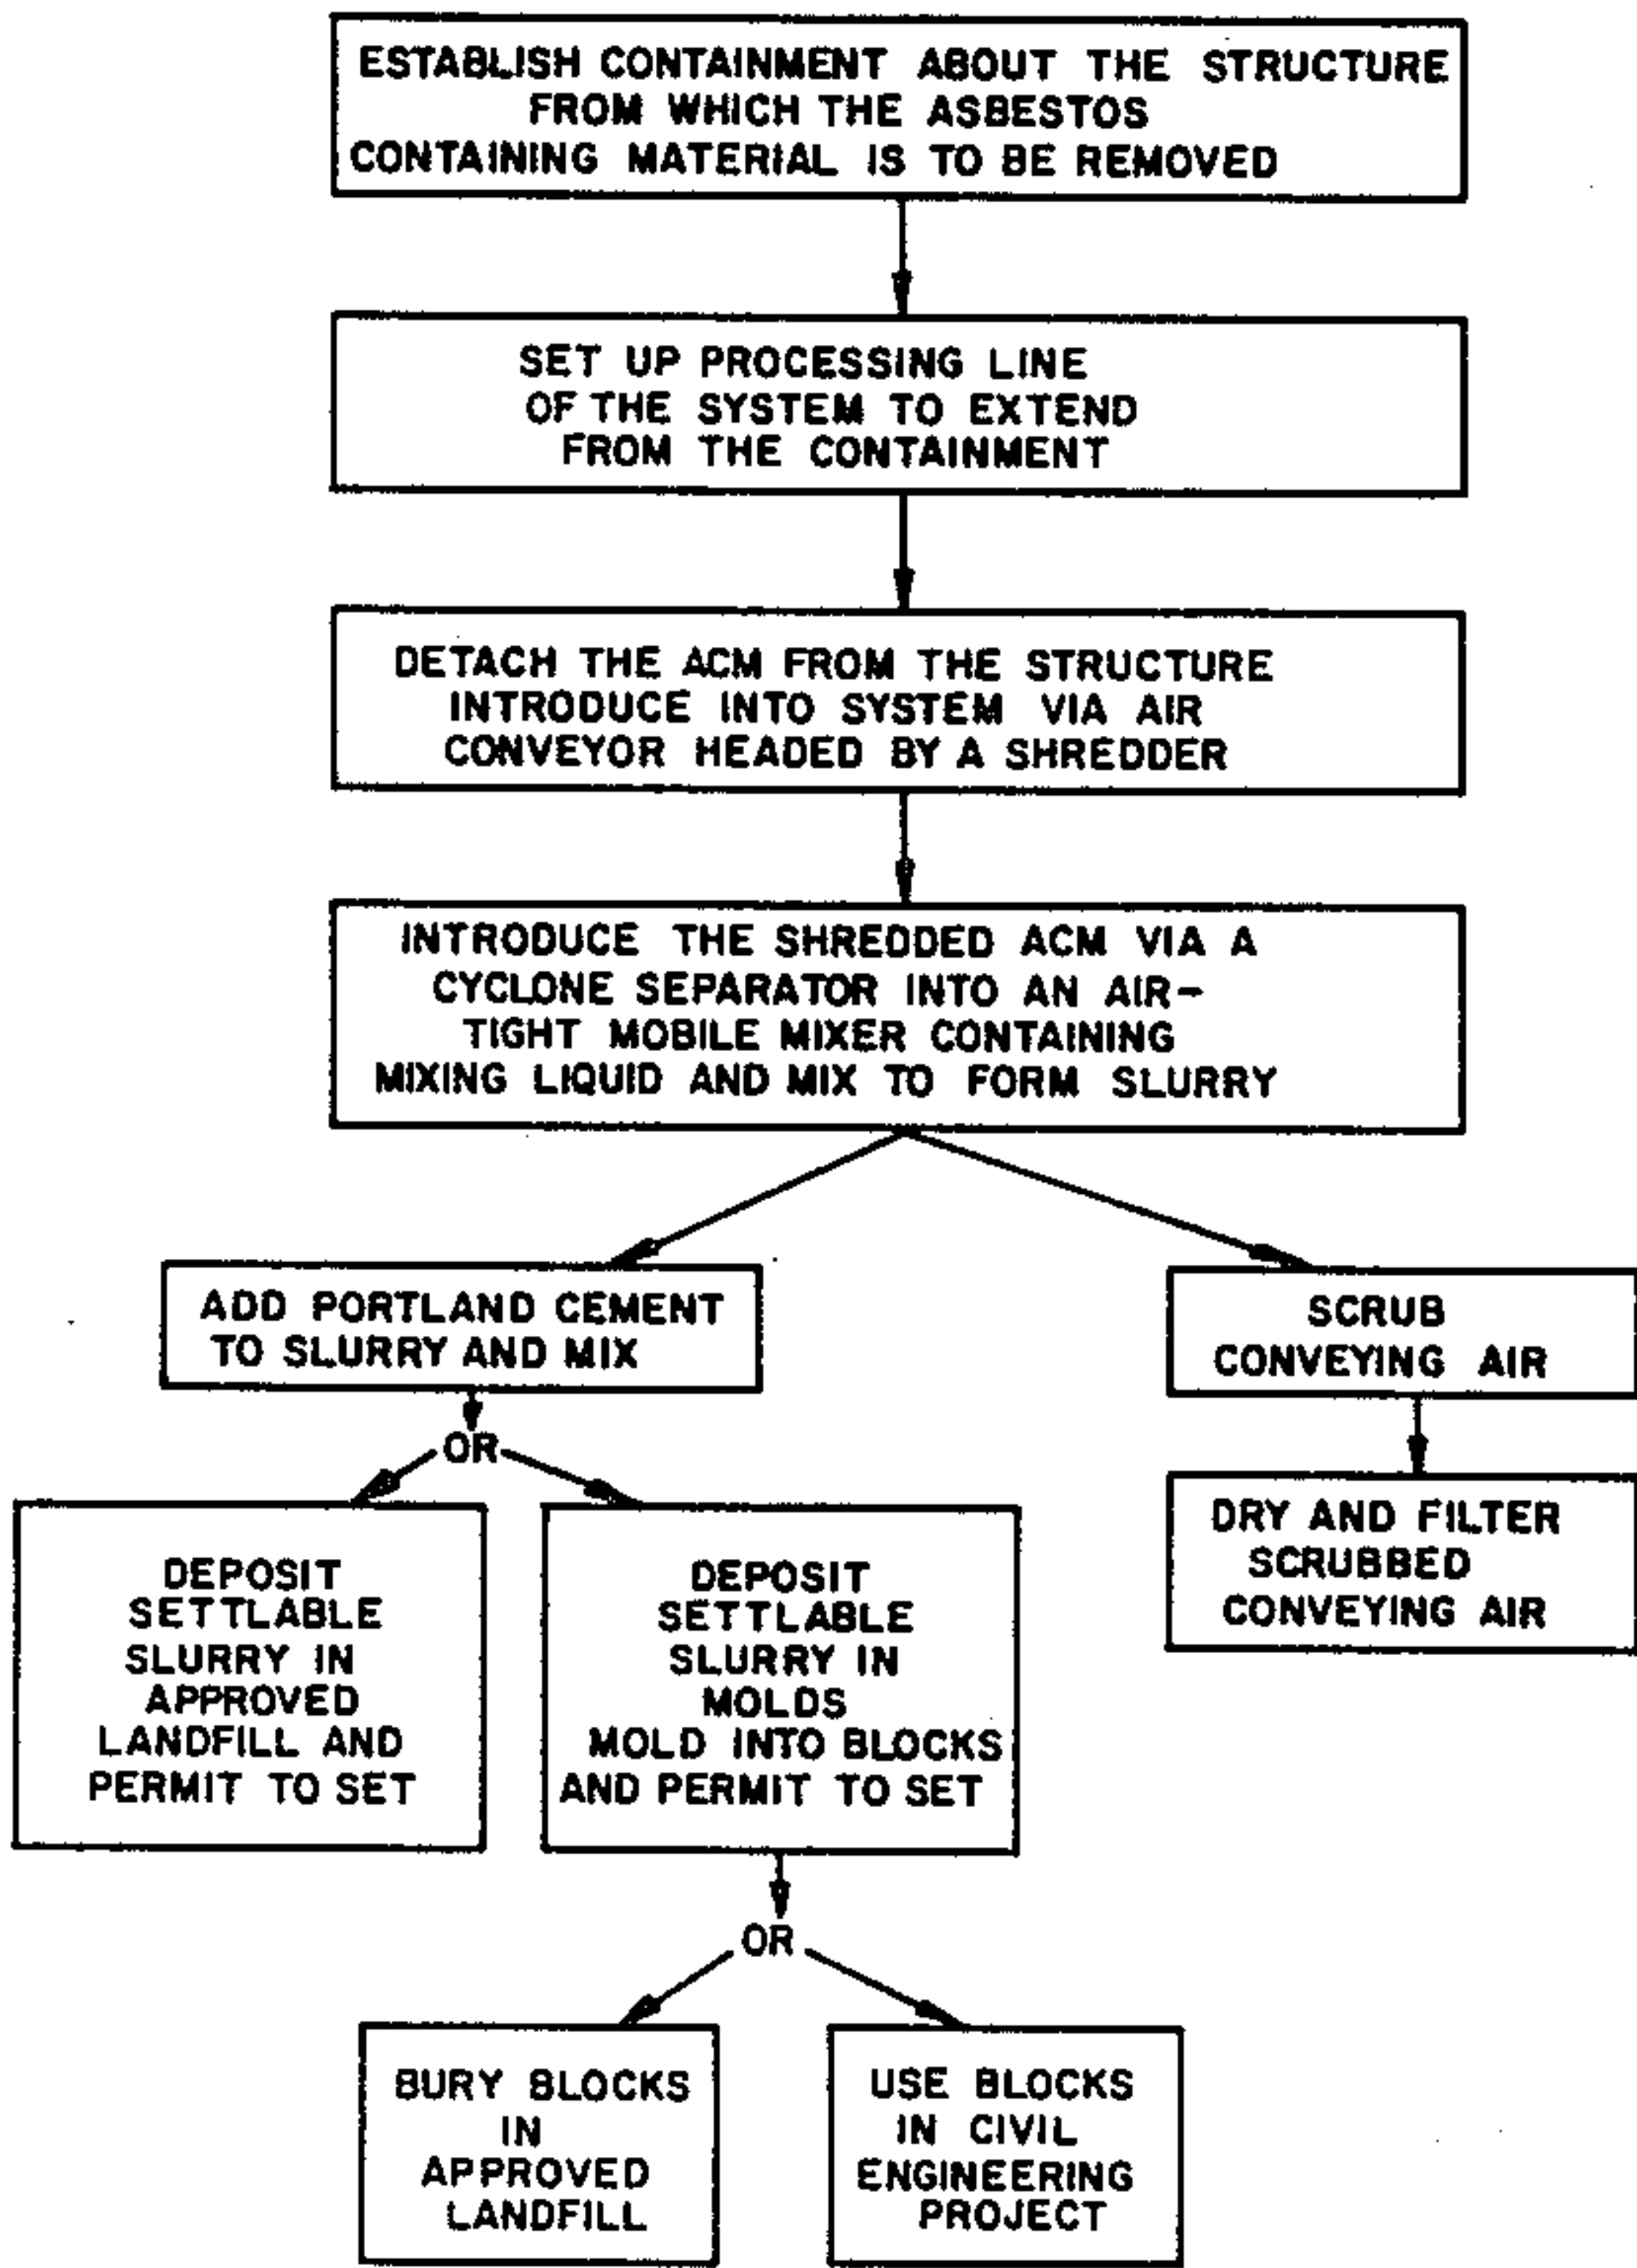 ESTABLISH CONTAINMENT ABOUT THE STRUCTURE
FROM WHICH THE ASBESTOS
CONTAINING MATERIAL IS TO BE REMOVED
SET UP PROCESSING LINE
OF THE SYSTEM TO EXTEND
FROM THE CONTAINMENT
DETACH THE ACM FROM THE STRUCTURE
INTRODUCE INTO SYSTEM VIA AIR
CONVEYOR HEADED BY A SHREDDER
INTRODUCE THE SHREDDED ACM VIA A
CYCLONE SEPARATOR INTO AN AIR-
TIGHT MOBILE MIXER CONTAINING
MIXING LIQUID AND MIX TO FORM SLURRY
ADD PORTLAND CEMENT
TO SLURRY AND MIX
SCRUB
CONVEYING AIR
OR
DEPOSIT
SETTLABLE
SLURRY IN
APPROVED
LANDFILL AND
PERMIT TO SET
DEPOSIT
SETTLABLE
SLURRY IN
MOLDS
MOLD INTO BLOCKS
AND PERMIT TO SET
DRY AND FILTER
SCRUBBED
CONVEYING AIR
OR
BURY BLOCKS
IN
APPROVED
LANDFILL
USE BLOCKS
IN CIVIL
ENGINEERING
PROJECT